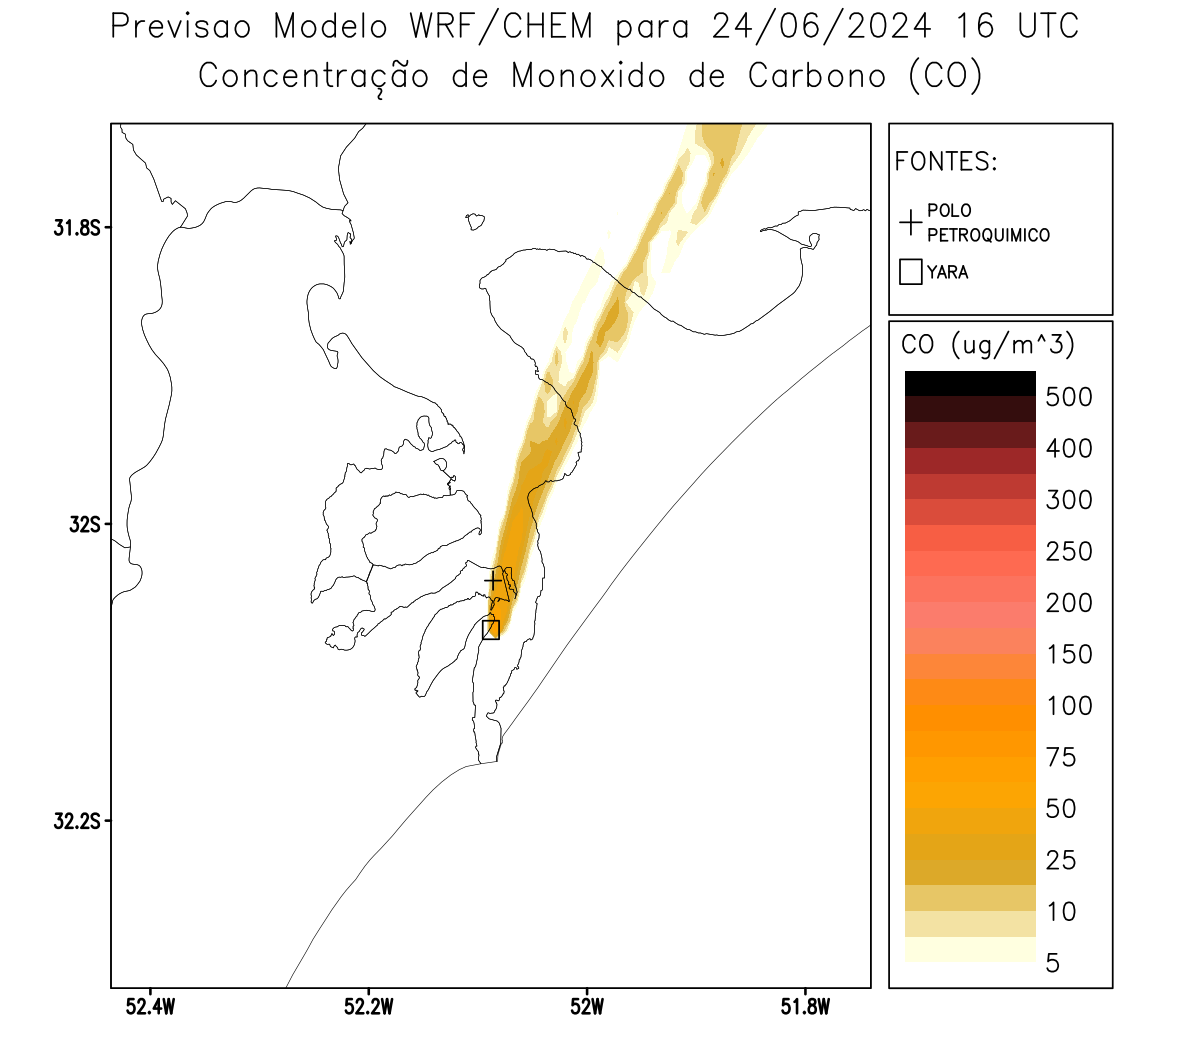 Previsao Modelo WRF/CHEM para 24/06/2024 16 UTC
Concentração de Monoxido de Carbono (CO)
FONTES:
POLO
PETROQUIMICO
YARA
CO (ug/m^3)
500
400
300
250
200
150
100
75
50
25
10
5
31.8S
32S
32.2S
52.4W
52.2W
52W
51.8W